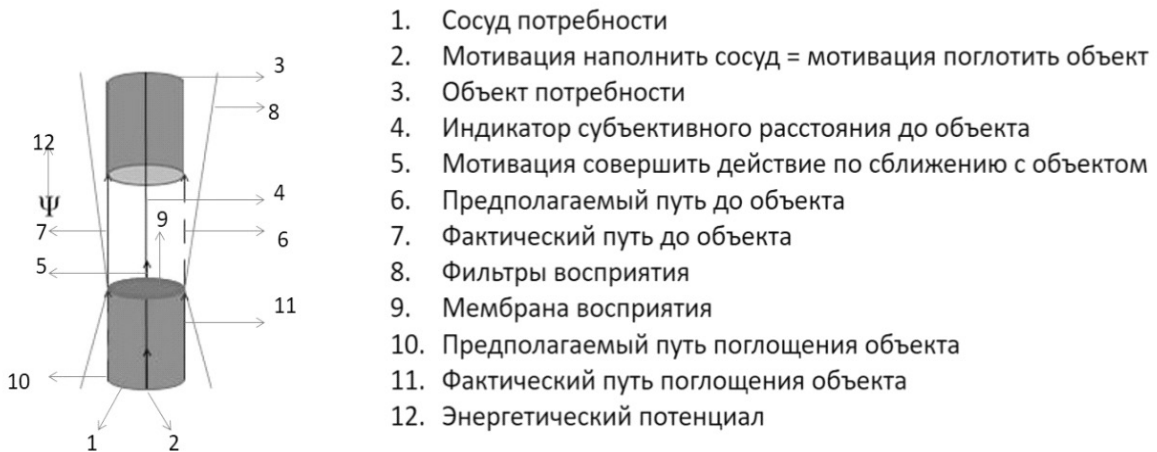 3
8
12
Ψ
4
9
7
6
5
11
10
1
2
1. Сосуд потребности
2. Мотивация наполнить сосуд = мотивация поглотить объект
3. Объект потребности
4. Индикатор субъективного расстояния до объекта
5. Мотивация совершить действие по сближению с объектом
6. Предполагаемый путь до объекта
7. Фактический путь до объекта
8. Фильтры восприятия
9. Мембрана восприятия
10. Предполагаемый путь поглощения объекта
11. Фактический путь поглощения объекта
12. Энергетический потенциал